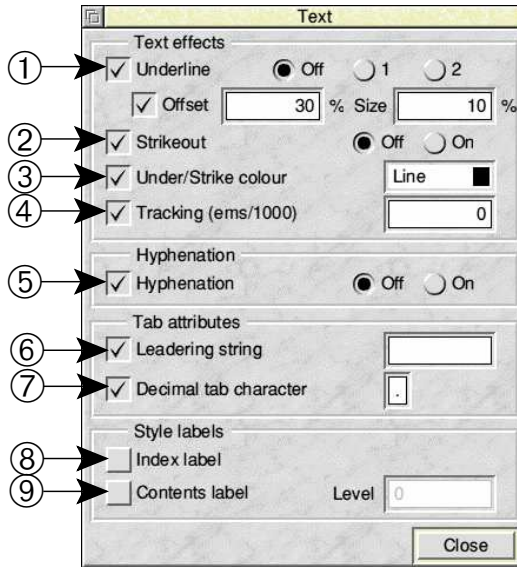 Text
Text effects
① Underline Off 1 2
Offset 30 % Size 10 %
② Strikeout Off On
③ Under/Strike colour Line
④ Tracking (ems/1000) 0
Hyphenation
⑤ Hyphenation Off On
Tab attributes
⑥ Leadering string
⑦ Decimal tab character .
Style labels
⑧ Index label
⑨ Contents label Level 0
Close